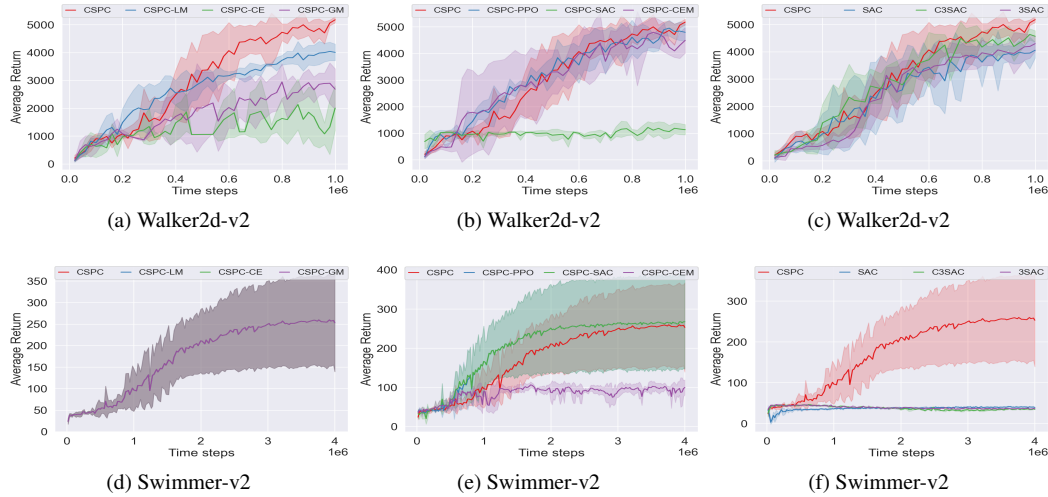 CSPC CSPC-LM CSPC-CE CSPC-GM
5000
4000
3000
2000
1000
0
Average Return
0.0 0.2 0.4 0.6 0.8 1.0
1e6
Time steps
(a) Walker2d-v2
CSPC CSPC-PPO CSPC-SAC CSPC-CEM
5000
4000
3000
2000
1000
0
Average Return
0.0 0.2 0.4 0.6 0.8 1.0
1e6
Time steps
(b) Walker2d-v2
CSPC SAC C3SAC 3SAC
5000
4000
3000
2000
1000
0
Average Return
0.0 0.2 0.4 0.6 0.8 1.0
1e6
Time steps
(c) Walker2d-v2
CSPC CSPC-LM CSPC-CE CSPC-GM
350
300
250
200
150
100
50
0
Average Return
0 1 2 3 4
1e6
Time steps
(d) Swimmer-v2
CSPC CSPC-PPO CSPC-SAC CSPC-CEM
400
300
200
100
0
Average Return
0 1 2 3 4
1e6
Time steps
(e) Swimmer-v2
CSPC SAC C3SAC 3SAC
300
200
100
0
Average Return
0 1 2 3 4
1e6
Time steps
(f) Swimmer-v2